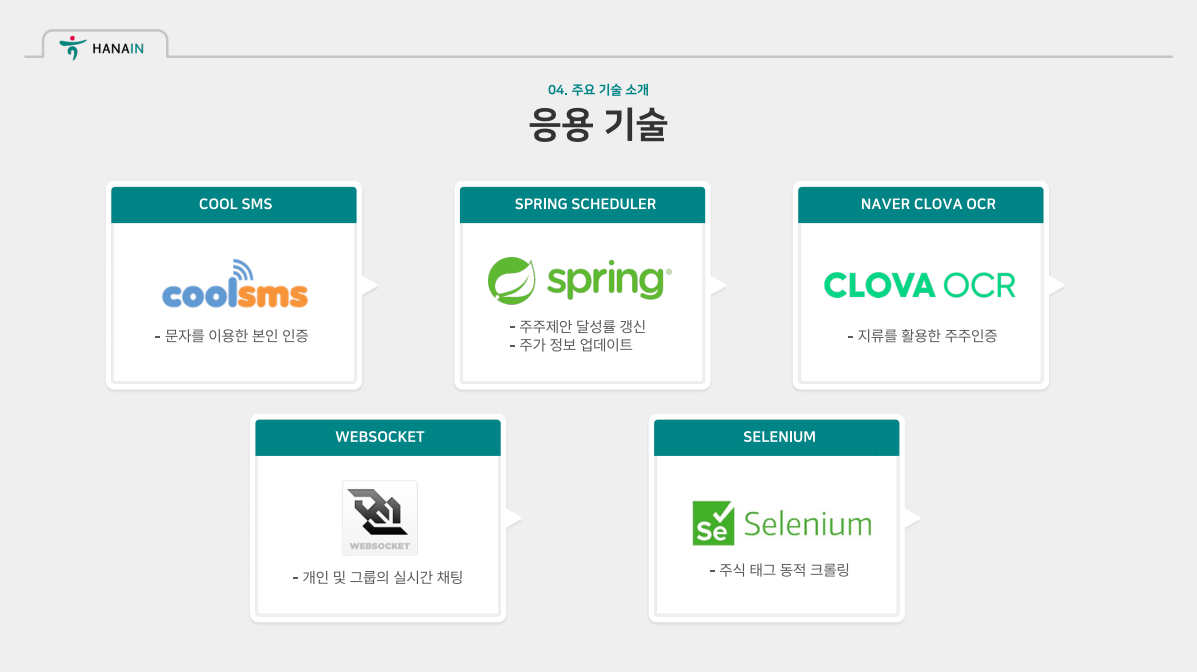 HANAIN
04. 주요 기술 소개
응용 기술
COOL SMS
coolsms
- 문자를 이용한 본인 인증
SPRING SCHEDULER
spring®
- 주주제안 달성률 갱신
- 주가 정보 업데이트
NAVER CLOVA OCR
CLOVA OCR
- 지류를 활용한 주주인증
WEBSOCKET
WEBSOCKET
- 개인 및 그룹의 실시간 채팅
SELENIUM
Se Selenium
- 주식 태그 동적 크롤링